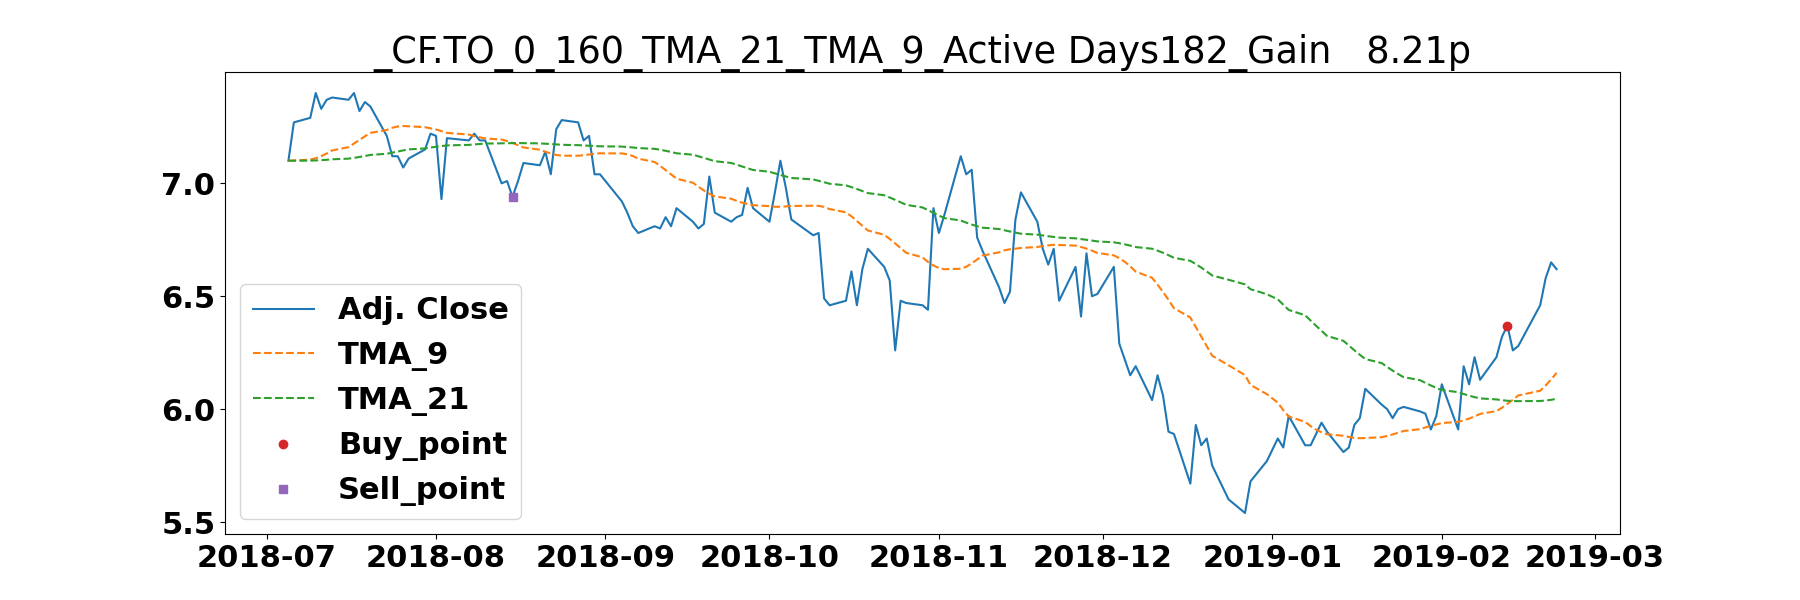 _CF.TO_0_160_TMA_21_TMA_9_Active Days182_Gain   8.21p
7.0
6.5
6.0
5.5
Adj. Close
TMA_9
TMA_21
Buy_point
Sell_point
2018-07 2018-08 2018-09 2018-10 2018-11 2018-12 2019-01 2019-02 2019-03